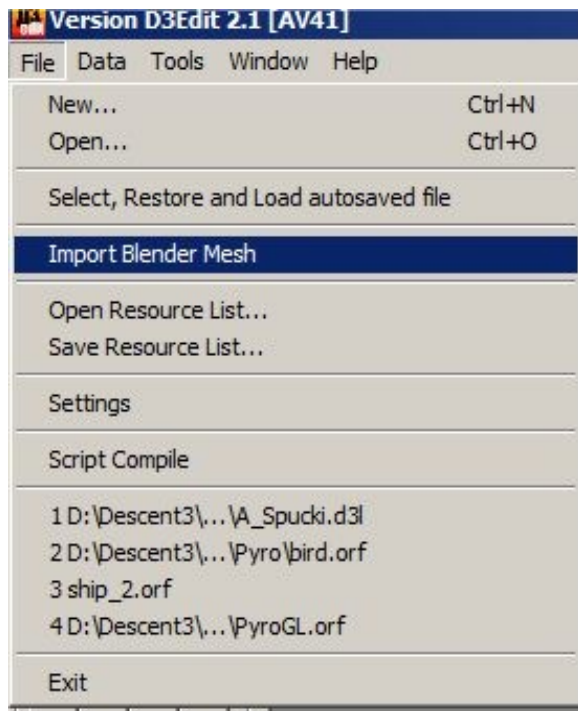 Version D3Edit 2.1 [AV41]
File Data Tools Window Help
New... Ctrl+N
Open... Ctrl+O
Select, Restore and Load autosaved file
Import Blender Mesh
Open Resource List...
Save Resource List...
Settings
Script Compile
1 D:\Descent3\...\A_Spucki.d3l
2 D:\Descent3\...\Pyro\bird.orf
3 ship_2.orf
4 D:\Descent3\...\PyroGL.orf
Exit